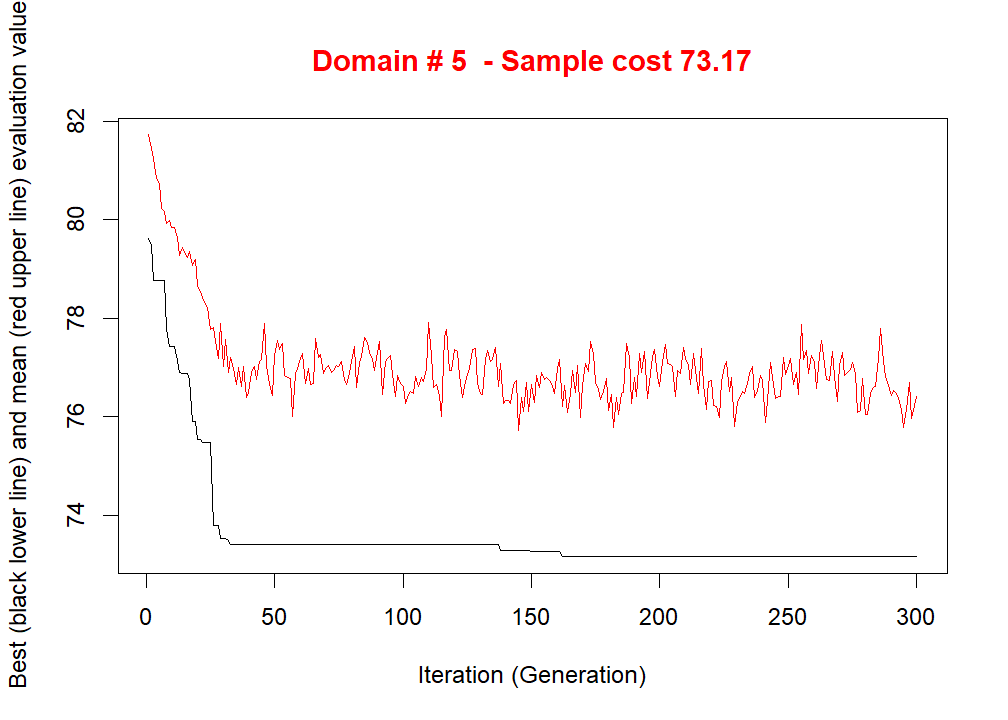 Domain # 5  - Sample cost 73.17
Best (black lower line) and mean (red upper line) evaluation value
82
80
78
76
74
0 50 100 150 200 250 300
Iteration (Generation)